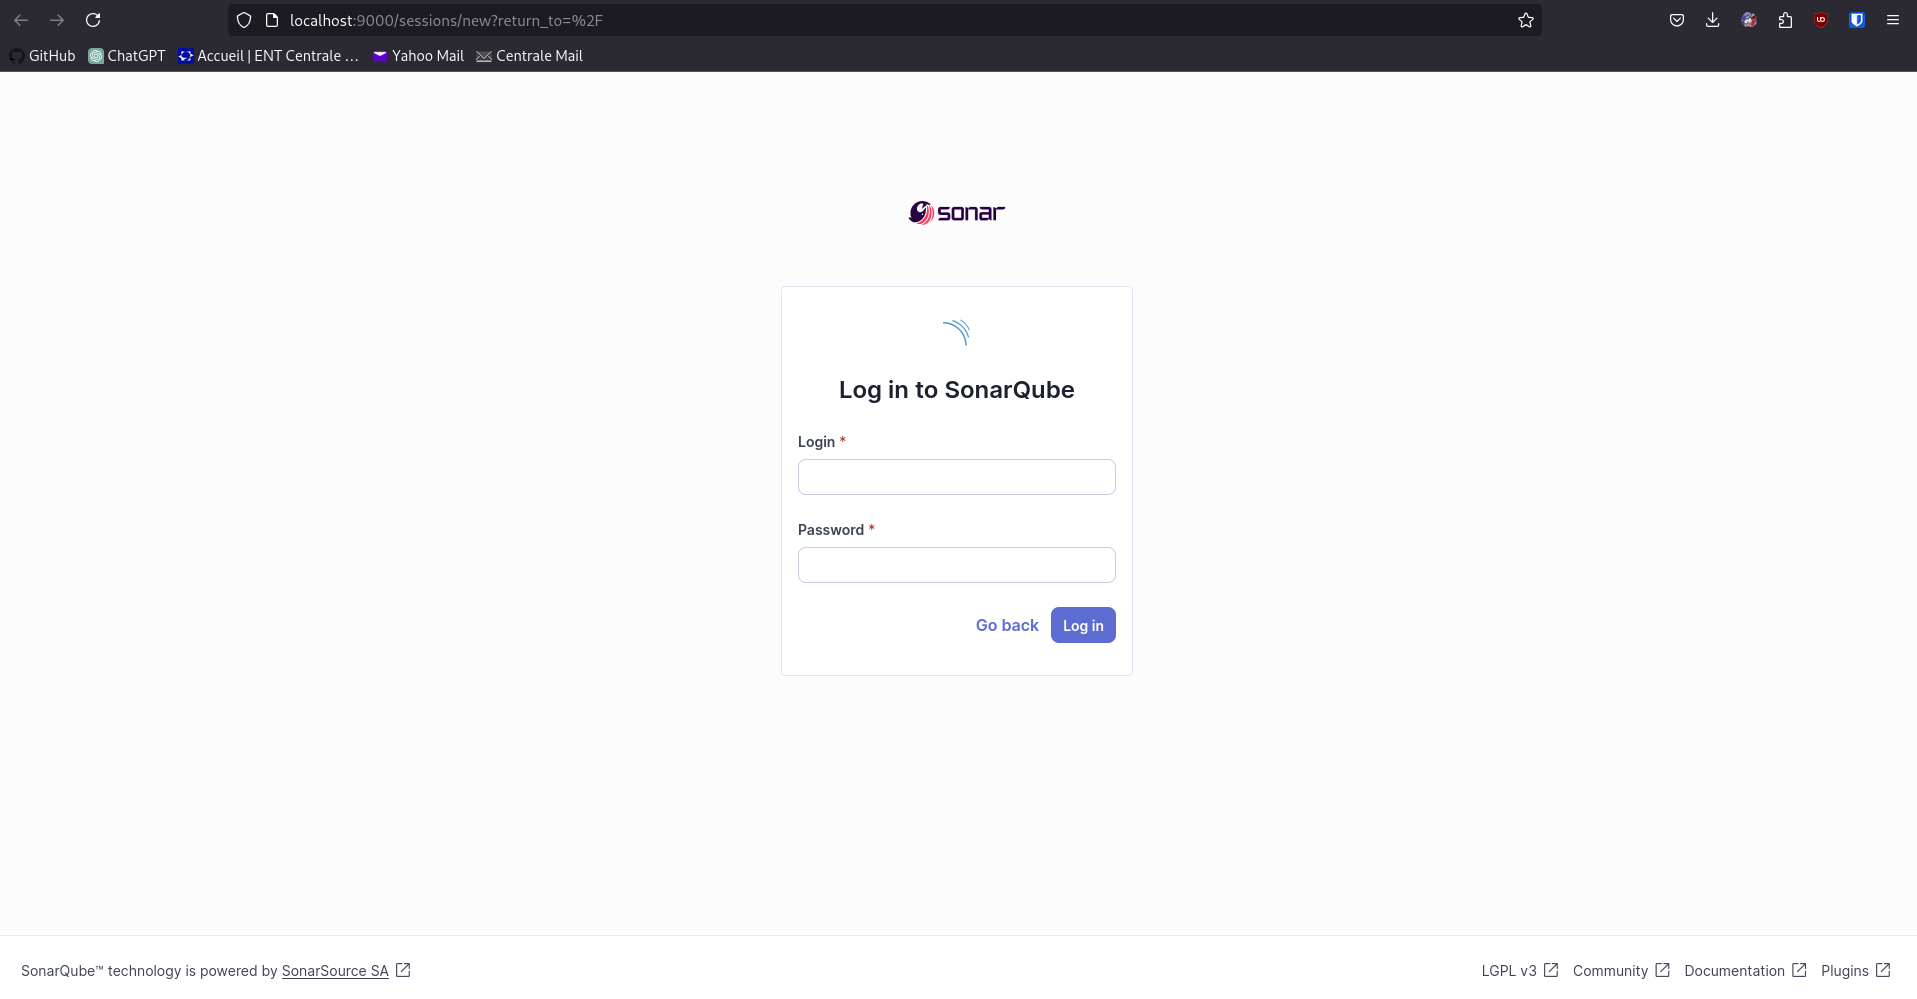 localhost:9000/sessions/new?return_to=%2F
GitHub ChatGPT Accueil | ENT Centrale … Yahoo Mail Centrale Mail
sonar
Log in to SonarQube
Login *
Password *
Go back Log in
SonarQube™ technology is powered by SonarSource SA LGPL v3 Community Documentation Plugins